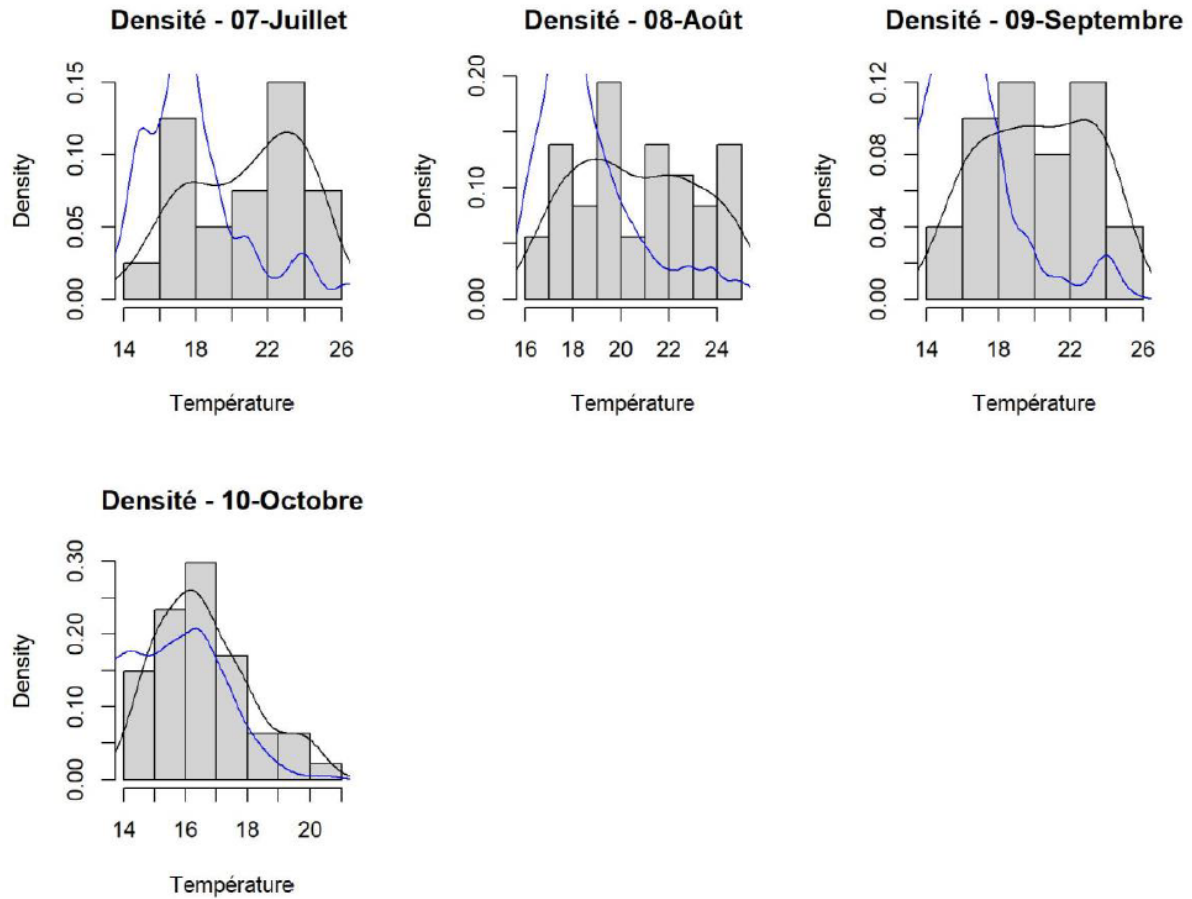 Densité - 07-Juillet
Density
0.00 0.05 0.10 0.15
14 18 22 26
Température
Densité - 08-Août
Density
0.00 0.10 0.20
16 18 20 22 24
Température
Densité - 09-Septembre
Density
0.00 0.04 0.08 0.12
14 18 22 26
Température
Densité - 10-Octobre
Density
0.00 0.10 0.20 0.30
14 16 18 20
Température